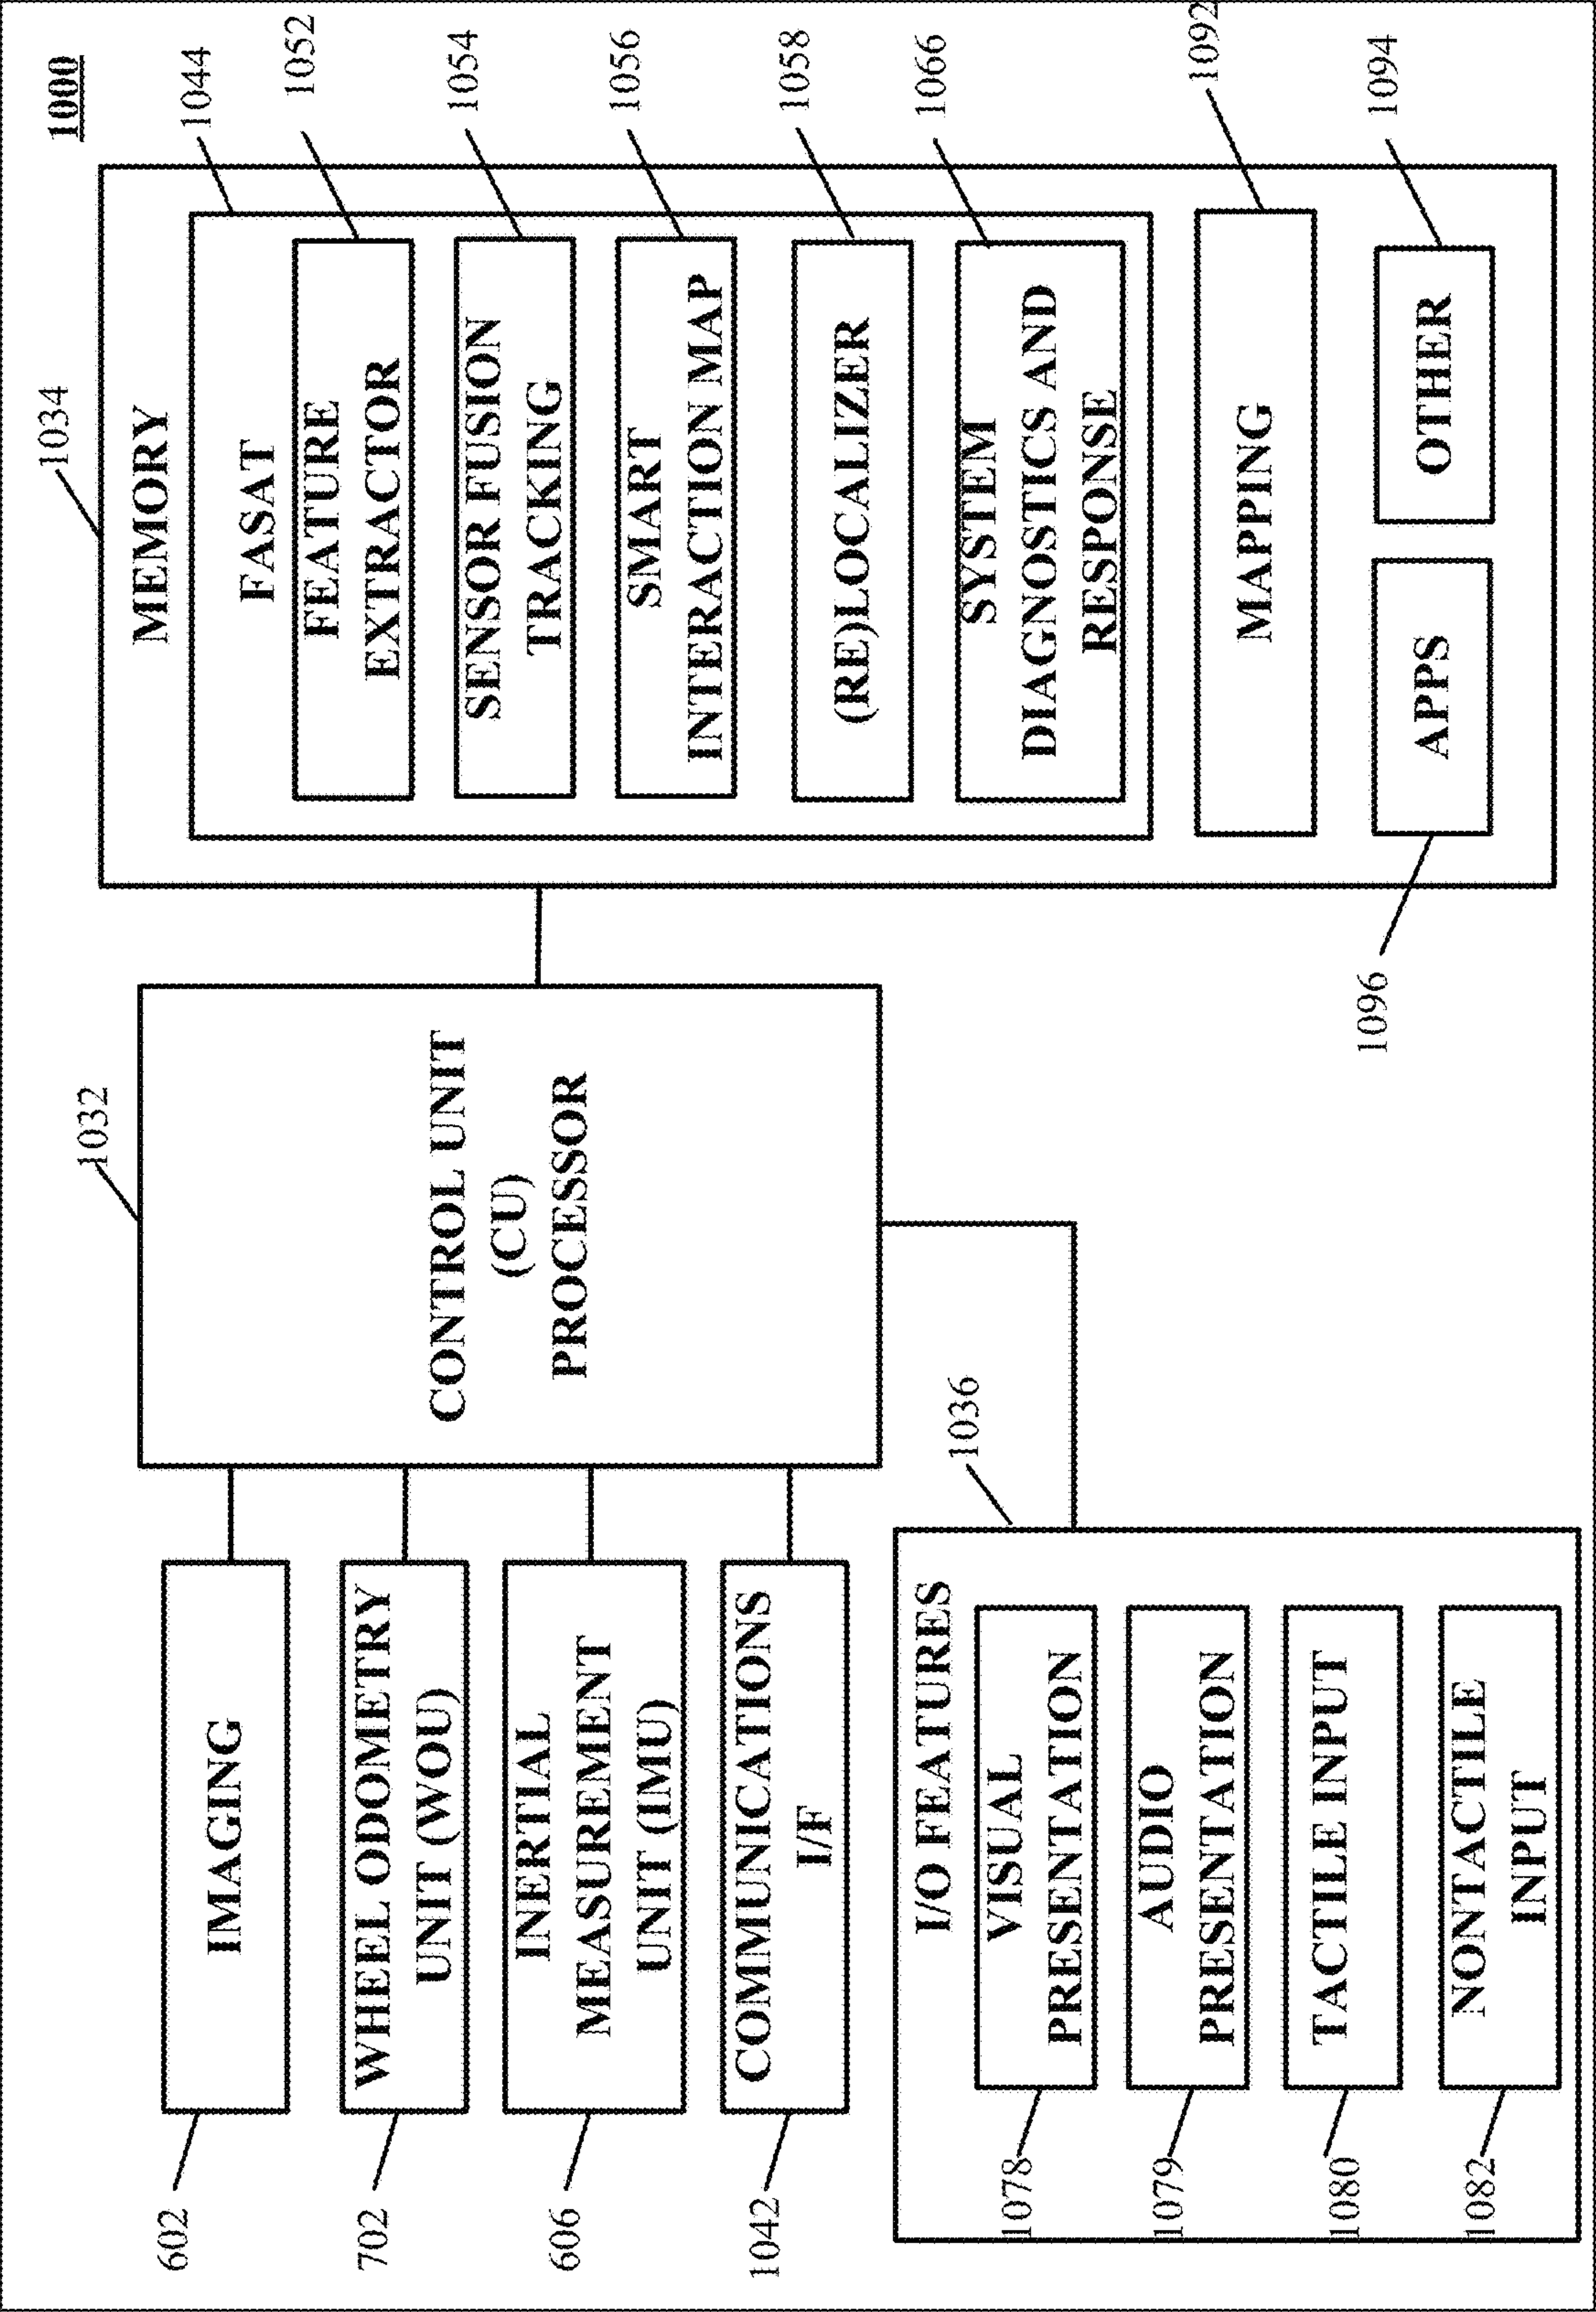 1000
602
IMAGING
702
WHEEL ODOMETRY
UNIT (WOU)
606
INERTIAL
MEASUREMENT
UNIT (IMU)
1042
COMMUNICATIONS
I/F
1032
CONTROL UNIT
(CU)
PROCESSOR
1034
MEMORY
1044
FASAT
1052
FEATURE
EXTRACTOR
1054
SENSOR FUSION
TRACKING
1056
SMART
INTERACTION MAP
1058
(RE)LOCALIZER
1066
SYSTEM
DIAGNOSTICS AND
RESPONSE
1092
MAPPING
1096
APPS
1094
OTHER
1036
I/O FEATURES
1078
VISUAL
PRESENTATION
1079
AUDIO
PRESENTATION
1080
TACTILE INPUT
1082
NONTACTILE
INPUT